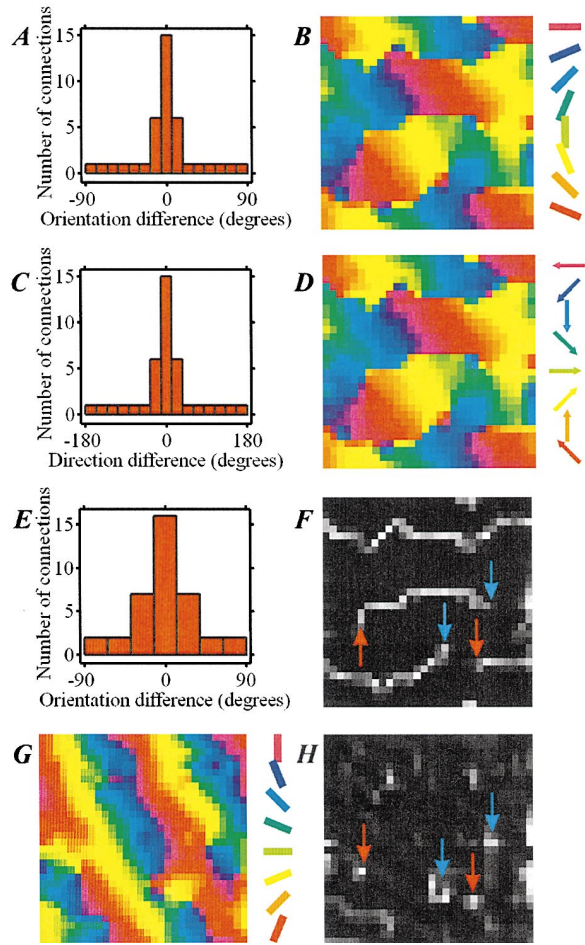 A
Number of connections
15
10
5
0
-90
0
90
Orientation difference (degrees)
B
C
Number of connections
15
10
5
0
-180
0
180
Direction difference (degrees)
D
E
Number of connections
15
10
5
0
-90
0
90
Orientation difference (degrees)
F
G
H